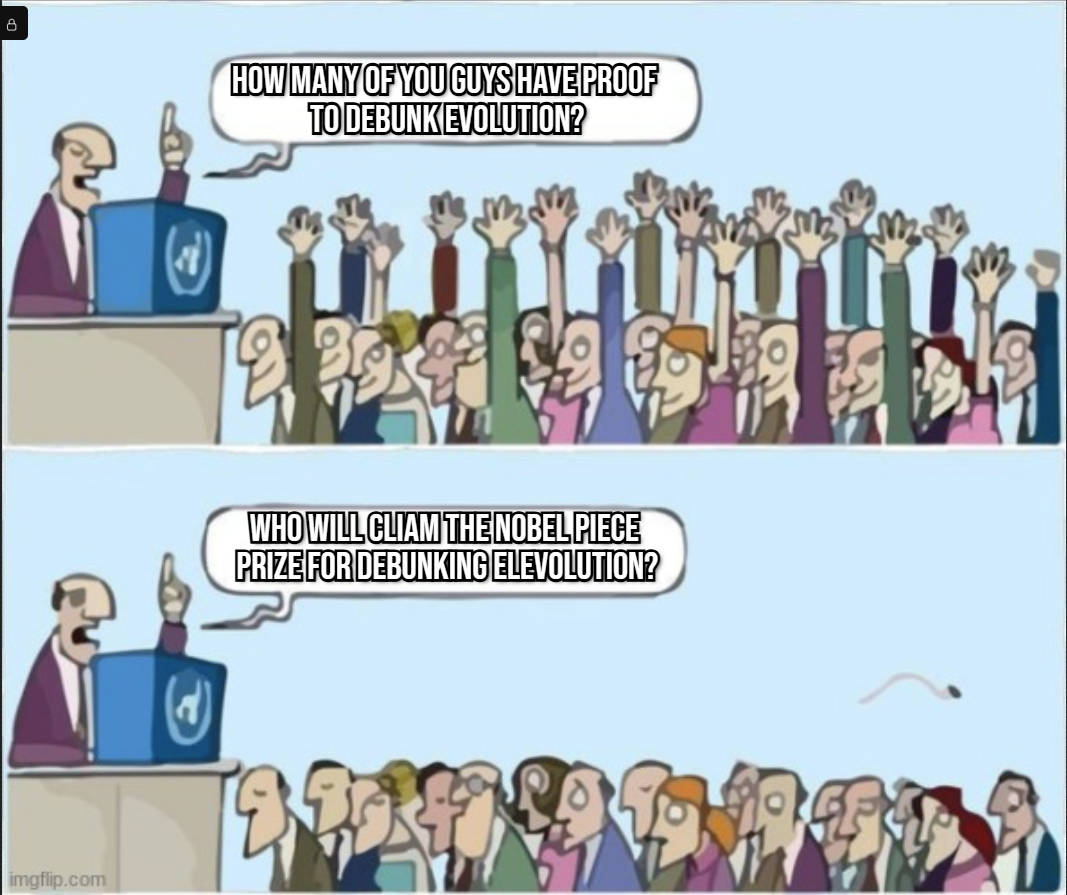 HOW MANY OF YOU GUYS HAVE PROOF
TO DEBUNK EVOLUTION?
WHO WILL CLIAM THE NOBEL PIECE
PRIZE FOR DEBUNKING ELEVOLUTION?
imgflip.com